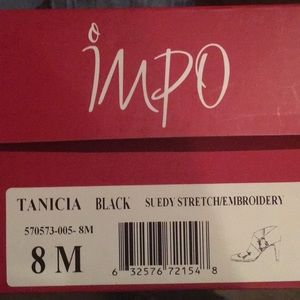 impo
TANICIA BLACK SUEDY STRETCH/EMBROIDERY
570573-005- 8M
8 M
6 32576 72154 8